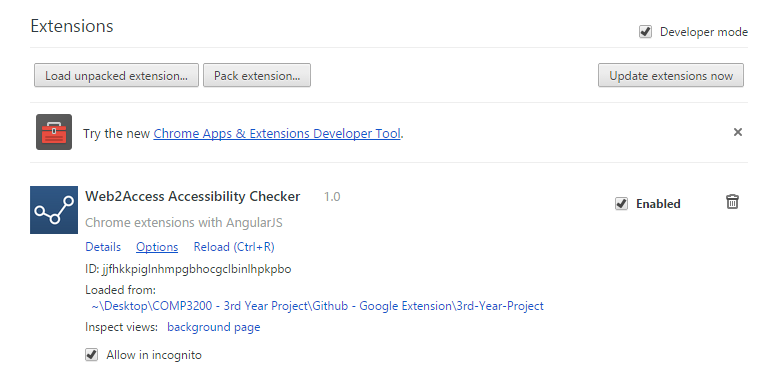 Extensions
Developer mode
Load unpacked extension... Pack extension... Update extensions now
Try the new Chrome Apps & Extensions Developer Tool.
Web2Access Accessibility Checker 1.0
Enabled
Chrome extensions with AngularJS
Details Options Reload (Ctrl+R)
ID: jjfhkkpiglnhmpgbhocgclbinlhpkpbo
Loaded from:
~\Desktop\COMP3200 - 3rd Year Project\Github - Google Extension\3rd-Year-Project
Inspect views: background page
Allow in incognito